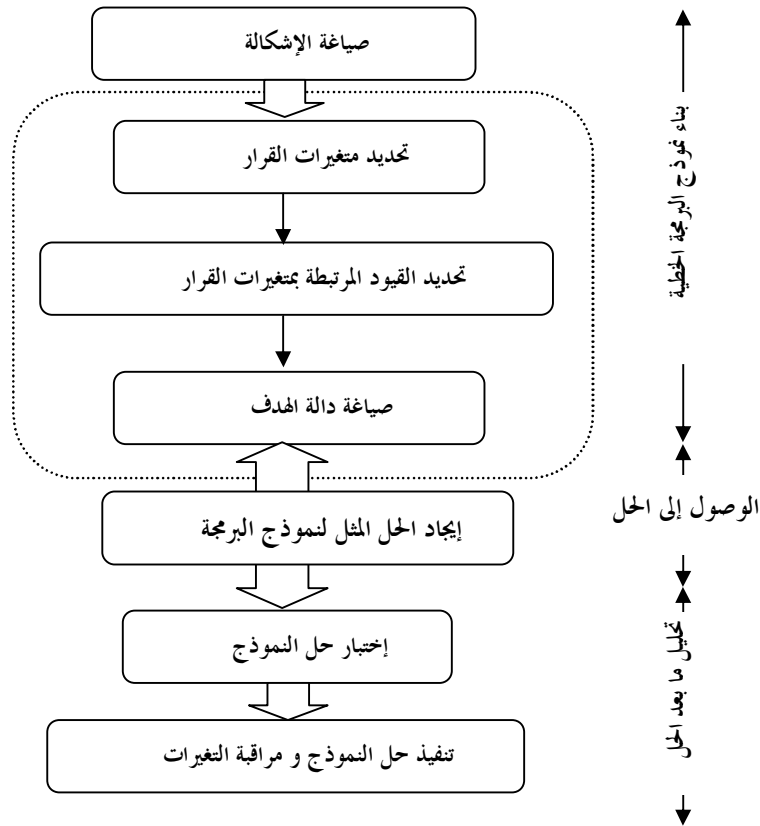 صياغة الإشكالة
تحديد متغيرات القرار
تحديد القيود المرتبطة بمتغيرات القرار
صياغة دالة الهدف
إيجاد الحل المثل لنموذج البرمجة
إختبار حل النموذج
تنفيذ حل النموذج و مراقبة التغيرات
بناء نموذج البرمجة الخطية
الوصول إلى الحل
تحليل ما بعد الحل